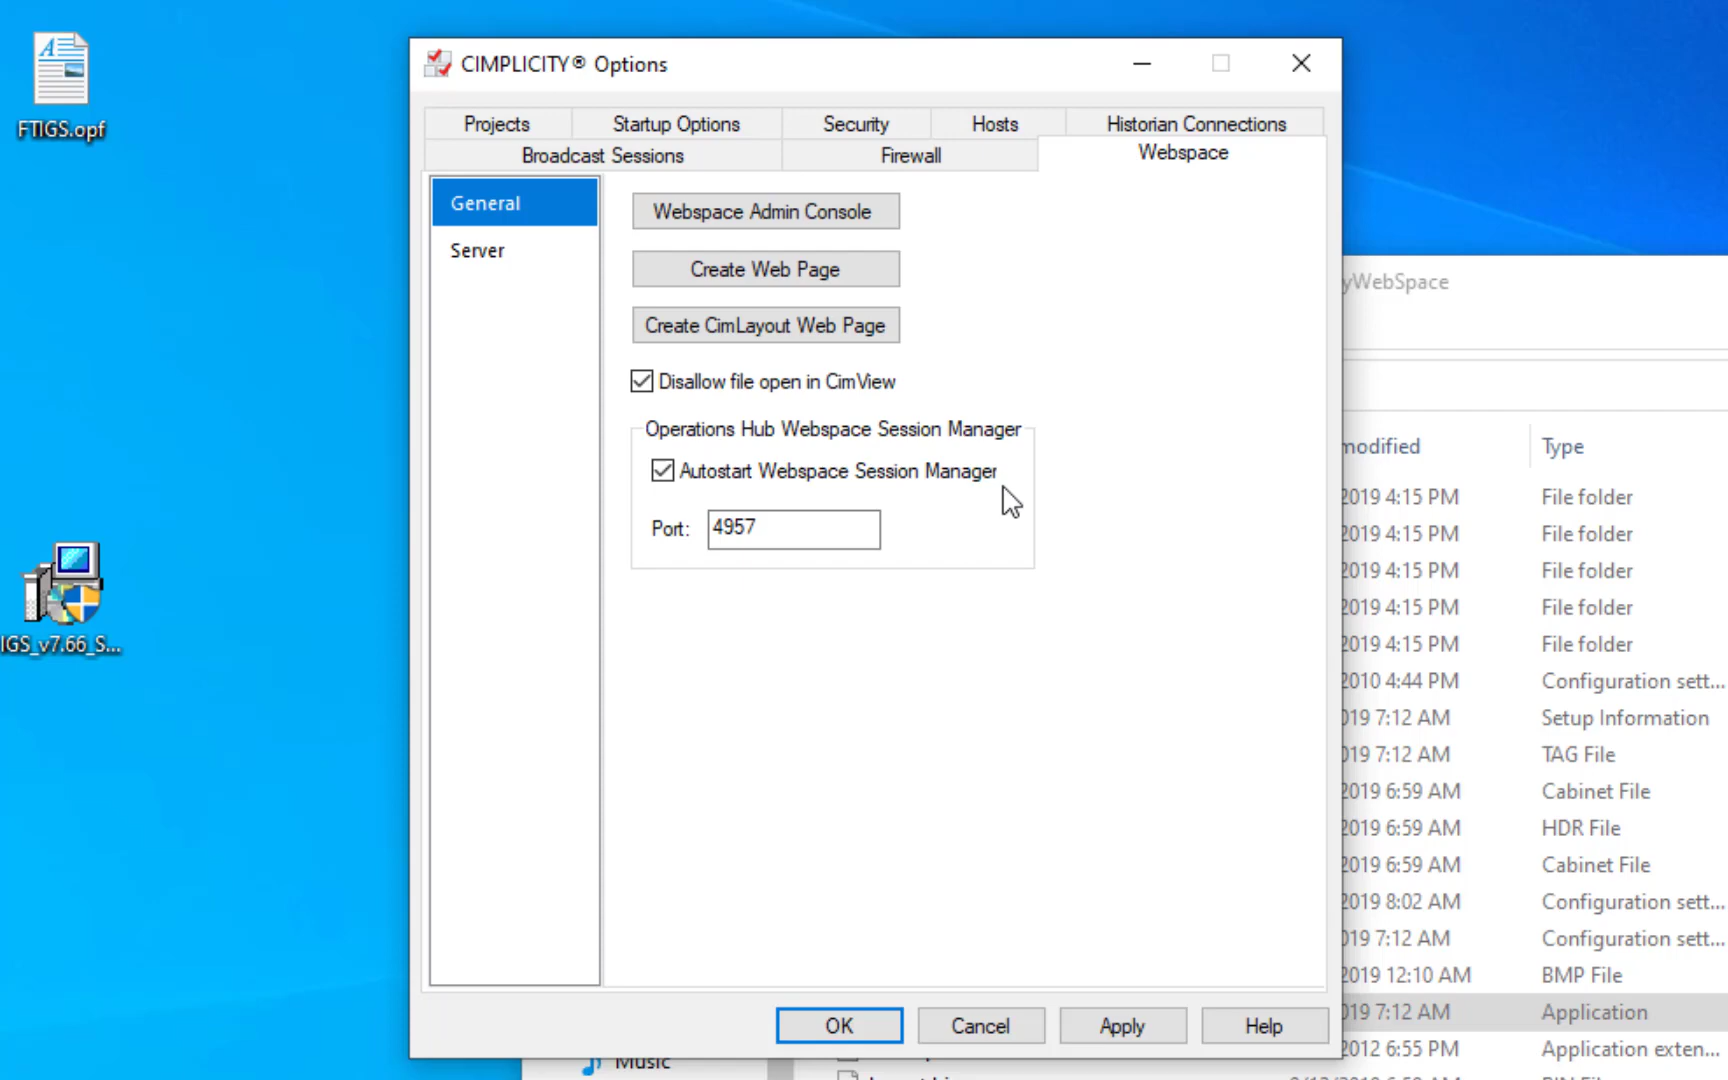 FTIGS.opf
IGS_v7.66_S...
CIMPLICITY® Options
Projects
Startup Options
Security
Hosts
Historian Connections
Broadcast Sessions
Firewall
Webspace
General
Server
Webspace Admin Console
Create Web Page
Create CimLayout Web Page
Disallow file open in CimView
Operations Hub Webspace Session Manager
Autostart Webspace Session Manager
Port: 4957
OK
Cancel
Apply
Help
yWebSpace
modified Type
2019 4:15 PM File folder
2019 4:15 PM File folder
2019 4:15 PM File folder
2019 4:15 PM File folder
2019 4:15 PM File folder
2010 4:44 PM Configuration sett...
019 7:12 AM Setup Information
019 7:12 AM TAG File
2019 6:59 AM Cabinet File
2019 6:59 AM HDR File
2019 6:59 AM Cabinet File
2019 8:02 AM Configuration sett...
019 7:12 AM Configuration sett...
2019 12:10 AM BMP File
019 7:12 AM Application
2012 6:55 PM Application exten...
Music